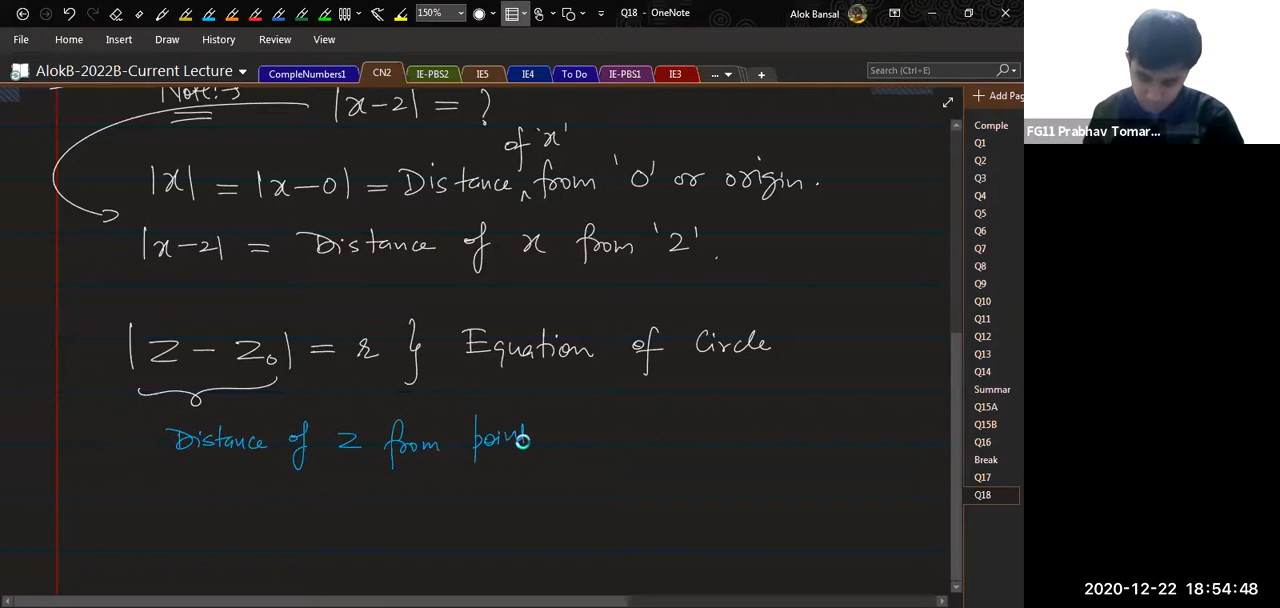 150%
Q18 - OneNote
Alok Bansal
File Home Insert Draw History Review View
AlokB-2022B-Current Lecture
CompleNumbers1 CN2 IE-PBS2 IE5 IE4 To Do IE-PBS1 IE3 ...
Search (Ctrl+E)
Add Pag
Note:→ |x-2| = ?
of 'x'
|x| = |x-0| = Distance ^ from '0' or origin.
|x-2| = Distance of x from '2'.
|z - z₀| = r } Equation of Circle
Distance of z from point
Comple
Q1
Q2
Q3
Q4
Q5
Q6
Q7
Q8
Q9
Q10
Q11
Q12
Q13
Q14
Summar
Q15A
Q15B
Q16
Break
Q17
Q18
FG11 Prabhav Tomar...
2020-12-22 18:54:48